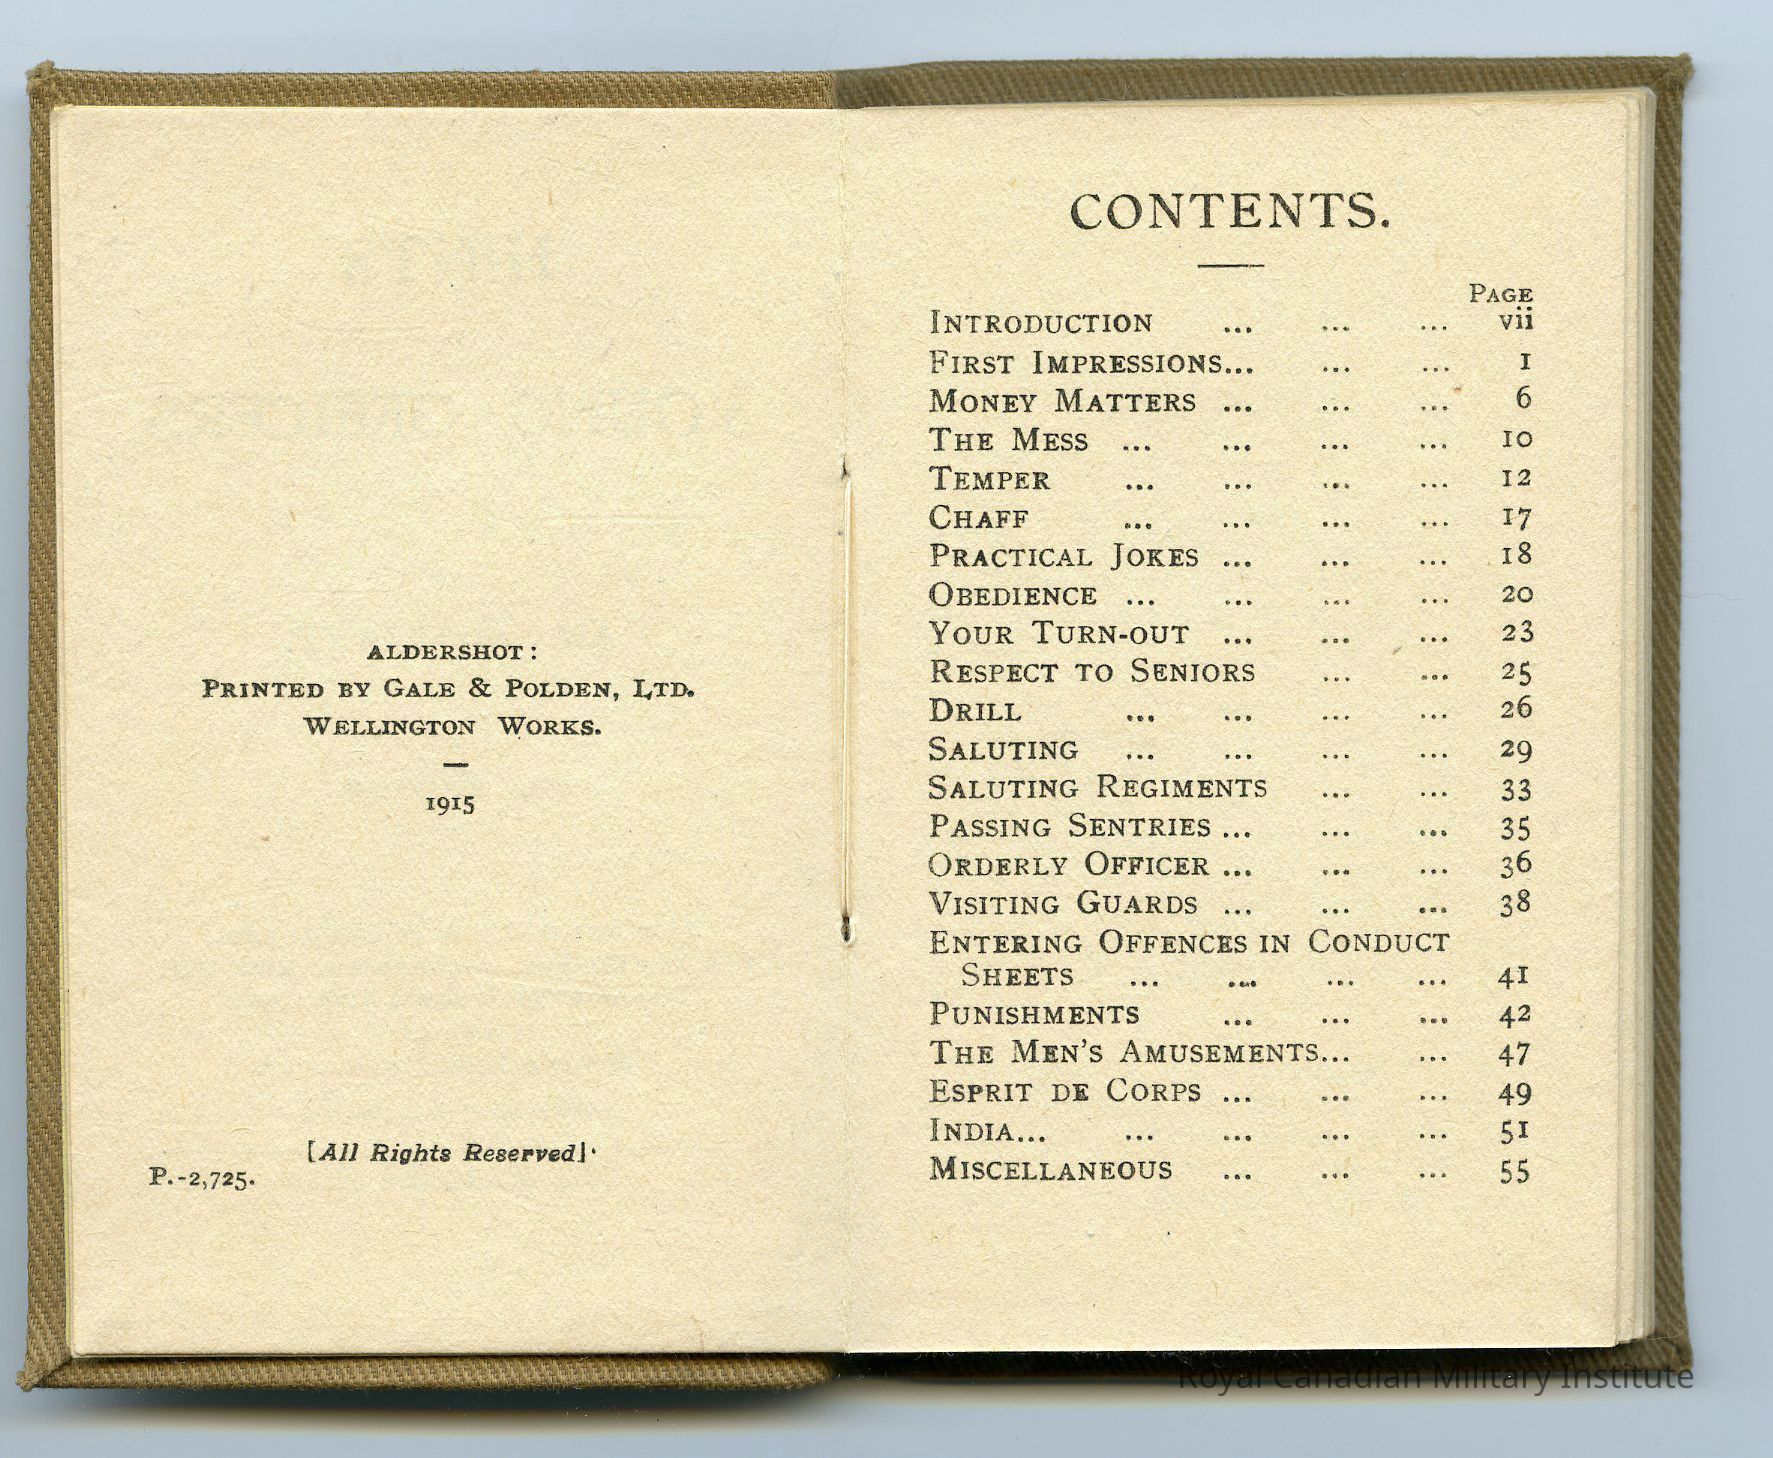 ALDERSHOT:
PRINTED BY GALE & POLDEN, LTD.
WELLINGTON WORKS.
1915
[All Rights Reserved].
P.-2,725.
CONTENTS.
PAGE
INTRODUCTION ... ... ... vii
FIRST IMPRESSIONS... ... ... 1
MONEY MATTERS ... ... ... 6
THE MESS ... ... ... ... 10
TEMPER ... ... ... ... 12
CHAFF ... ... ... ... 17
PRACTICAL JOKES ... ... ... 18
OBEDIENCE ... ... ... ... 20
YOUR TURN-OUT ... ... ... 23
RESPECT TO SENIORS ... ... 25
DRILL ... ... ... ... 26
SALUTING ... ... ... ... 29
SALUTING REGIMENTS ... ... 33
PASSING SENTRIES ... ... ... 35
ORDERLY OFFICER ... ... ... 36
VISITING GUARDS ... ... ... 38
ENTERING OFFENCES IN CONDUCT
SHEETS ... ... ... ... 41
PUNISHMENTS ... ... ... 42
THE MEN'S AMUSEMENTS... ... 47
ESPRIT DE CORPS ... ... ... 49
INDIA... ... ... ... ... 51
MISCELLANEOUS ... ... ... 55
Royal Canadian Military Institute